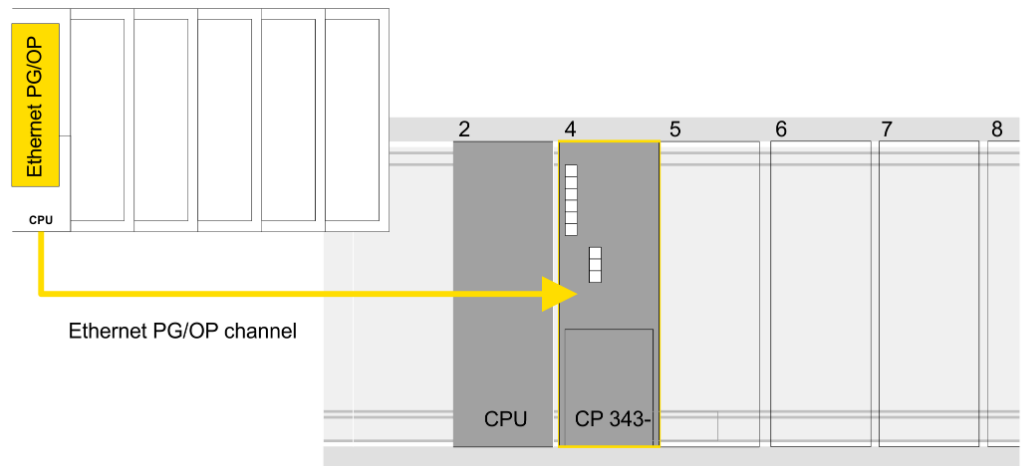 Ethernet PG/OP
CPU
Ethernet PG/OP channel
2 4 5 6 7 8
CPU
CP 343-